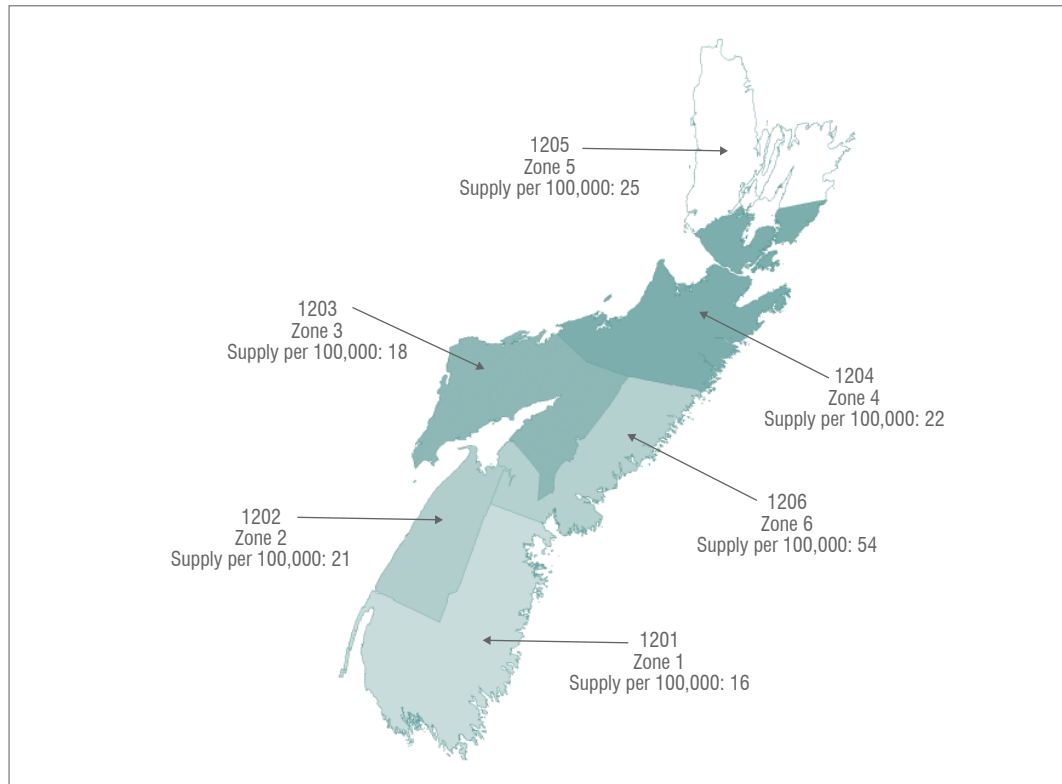 1205
Zone 5
Supply per 100,000: 25
1203
Zone 3
Supply per 100,000: 18
1204
Zone 4
Supply per 100,000: 22
1206
Zone 6
Supply per 100,000: 54
1202
Zone 2
Supply per 100,000: 21
1201
Zone 1
Supply per 100,000: 16